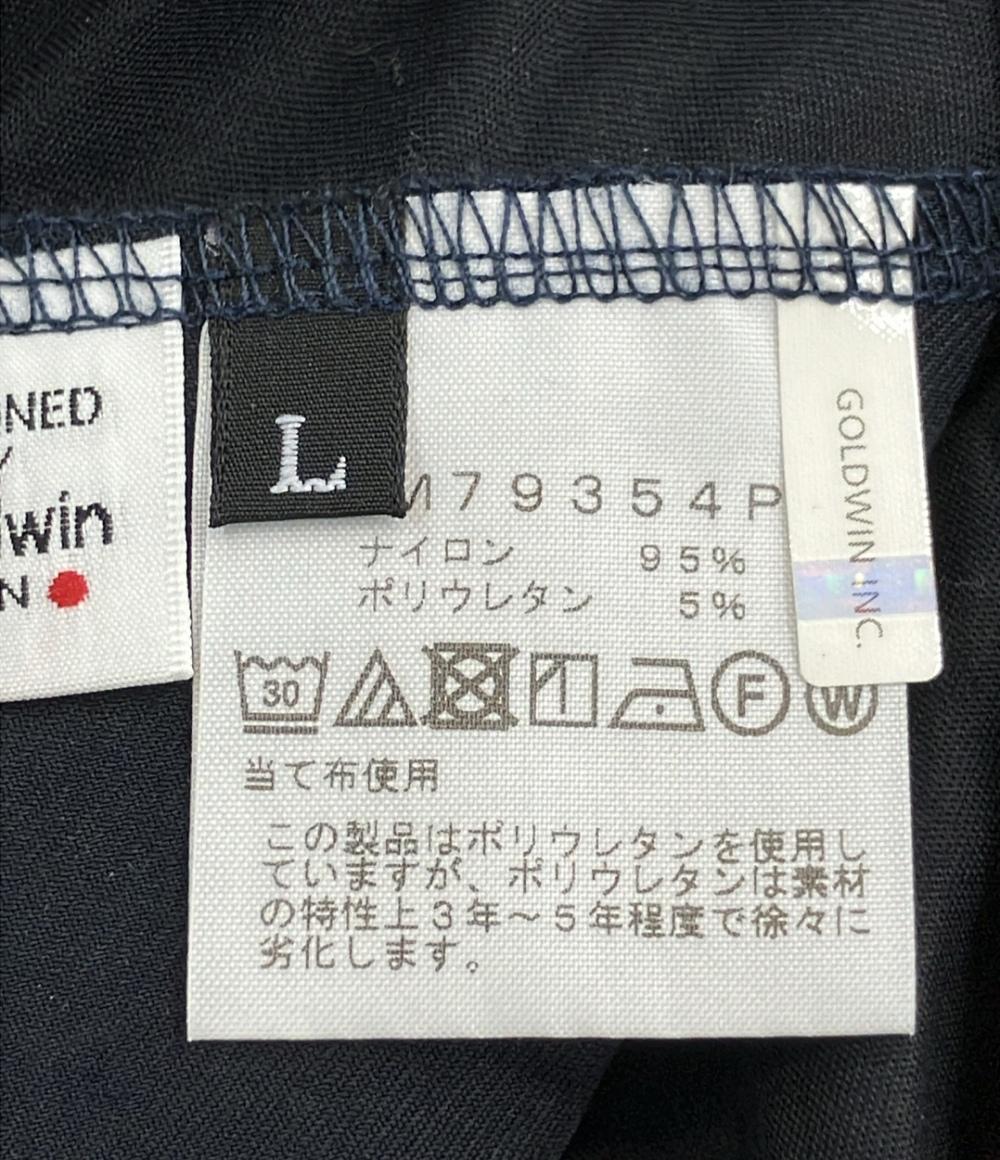 NED
win
N
L
M79354P
ナイロン 95%
ポリウレタン 5%
30
F
W
当て布使用
この製品はポリウレタンを使用し
ていますが、ポリウレタンは素材
の特性上3年～5年程度で徐々に
劣化します。
GOLDWIN INC.